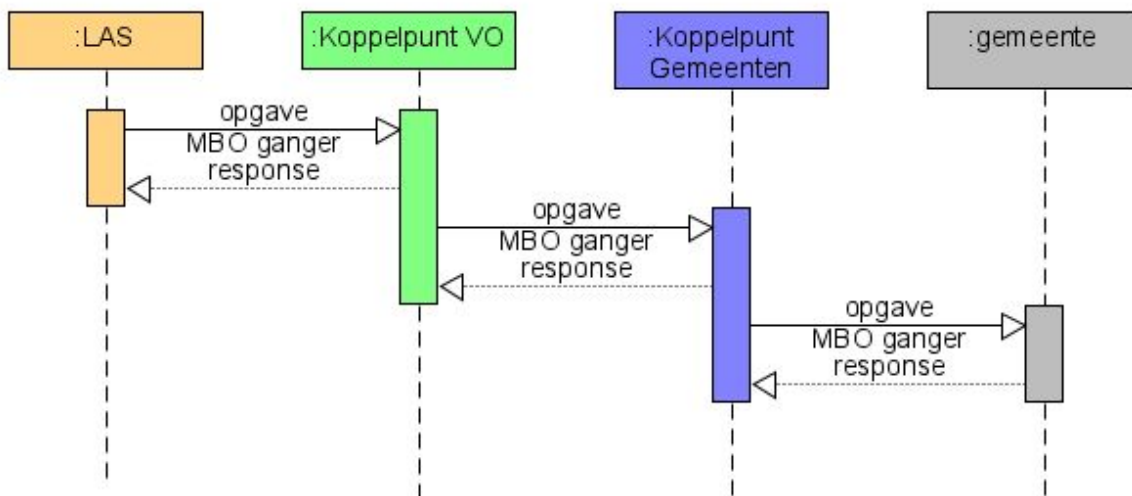 :LAS
:Koppelpunt VO
:Koppelpunt
Gemeenten
:gemeente
opgave
MBO ganger
response
opgave
MBO ganger
response
opgave
MBO ganger
response